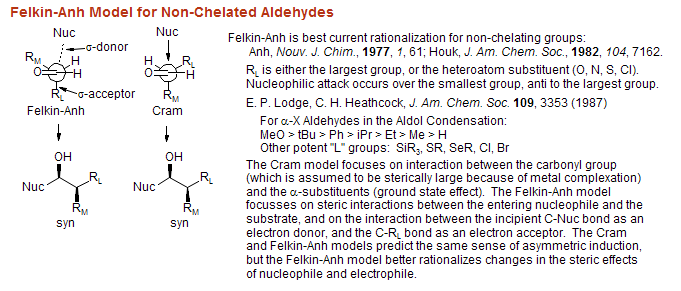 Felkin-Anh Model for Non-Chelated Aldehydes
Nuc
σ-donor
R_M
H
O
H
R_L
σ-acceptor
Felkin-Anh
OH
Nuc
R_L
R_M
syn
Nuc
H
R_L
O
H
R_M
Cram
OH
Nuc
R_L
R_M
syn
Felkin-Anh is best current rationalization for non-chelating groups:
Anh, Nouv. J. Chim., 1977, 1, 61; Houk, J. Am. Chem. Soc., 1982, 104, 7162.
R_L is either the largest group, or the heteroatom substituent (O, N, S, Cl).
Nucleophilic attack occurs over the smallest group, anti to the largest group.
E. P. Lodge, C. H. Heathcock, J. Am. Chem. Soc. 109, 3353 (1987)
For α-X Aldehydes in the Aldol Condensation:
MeO > tBu > Ph > iPr > Et > Me > H
Other potent "L" groups: SiR3, SR, SeR, Cl, Br
The Cram model focuses on interaction between the carbonyl group
(which is assumed to be sterically large because of metal complexation)
and the α-substituents (ground state effect). The Felkin-Anh model
focusses on steric interactions between the entering nucleophile and the
substrate, and on the interaction between the incipient C-Nuc bond as an
electron donor, and the C-R_L bond as an electron acceptor. The Cram
and Felkin-Anh models predict the same sense of asymmetric induction,
but the Felkin-Anh model better rationalizes changes in the steric effects
of nucleophile and electrophile.